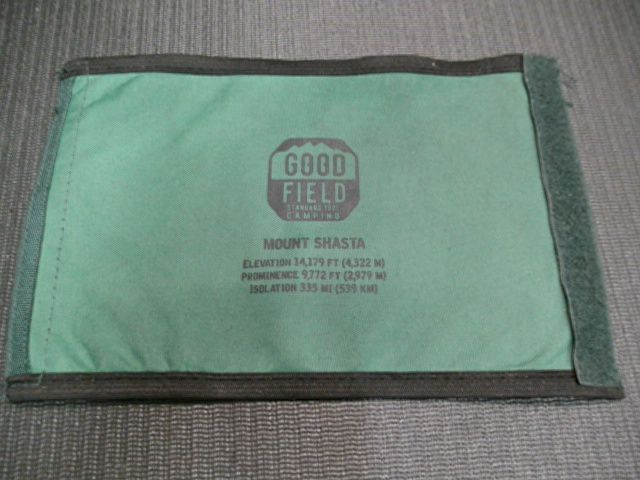 GOOD
FIELD
STANDARD 1921
CAMPING
MOUNT SHASTA
ELEVATION 14,179 FT (4,322 M)
PROMINENCE 9,772 FT (2,979 M)
ISOLATION 335 MI (539 KM)